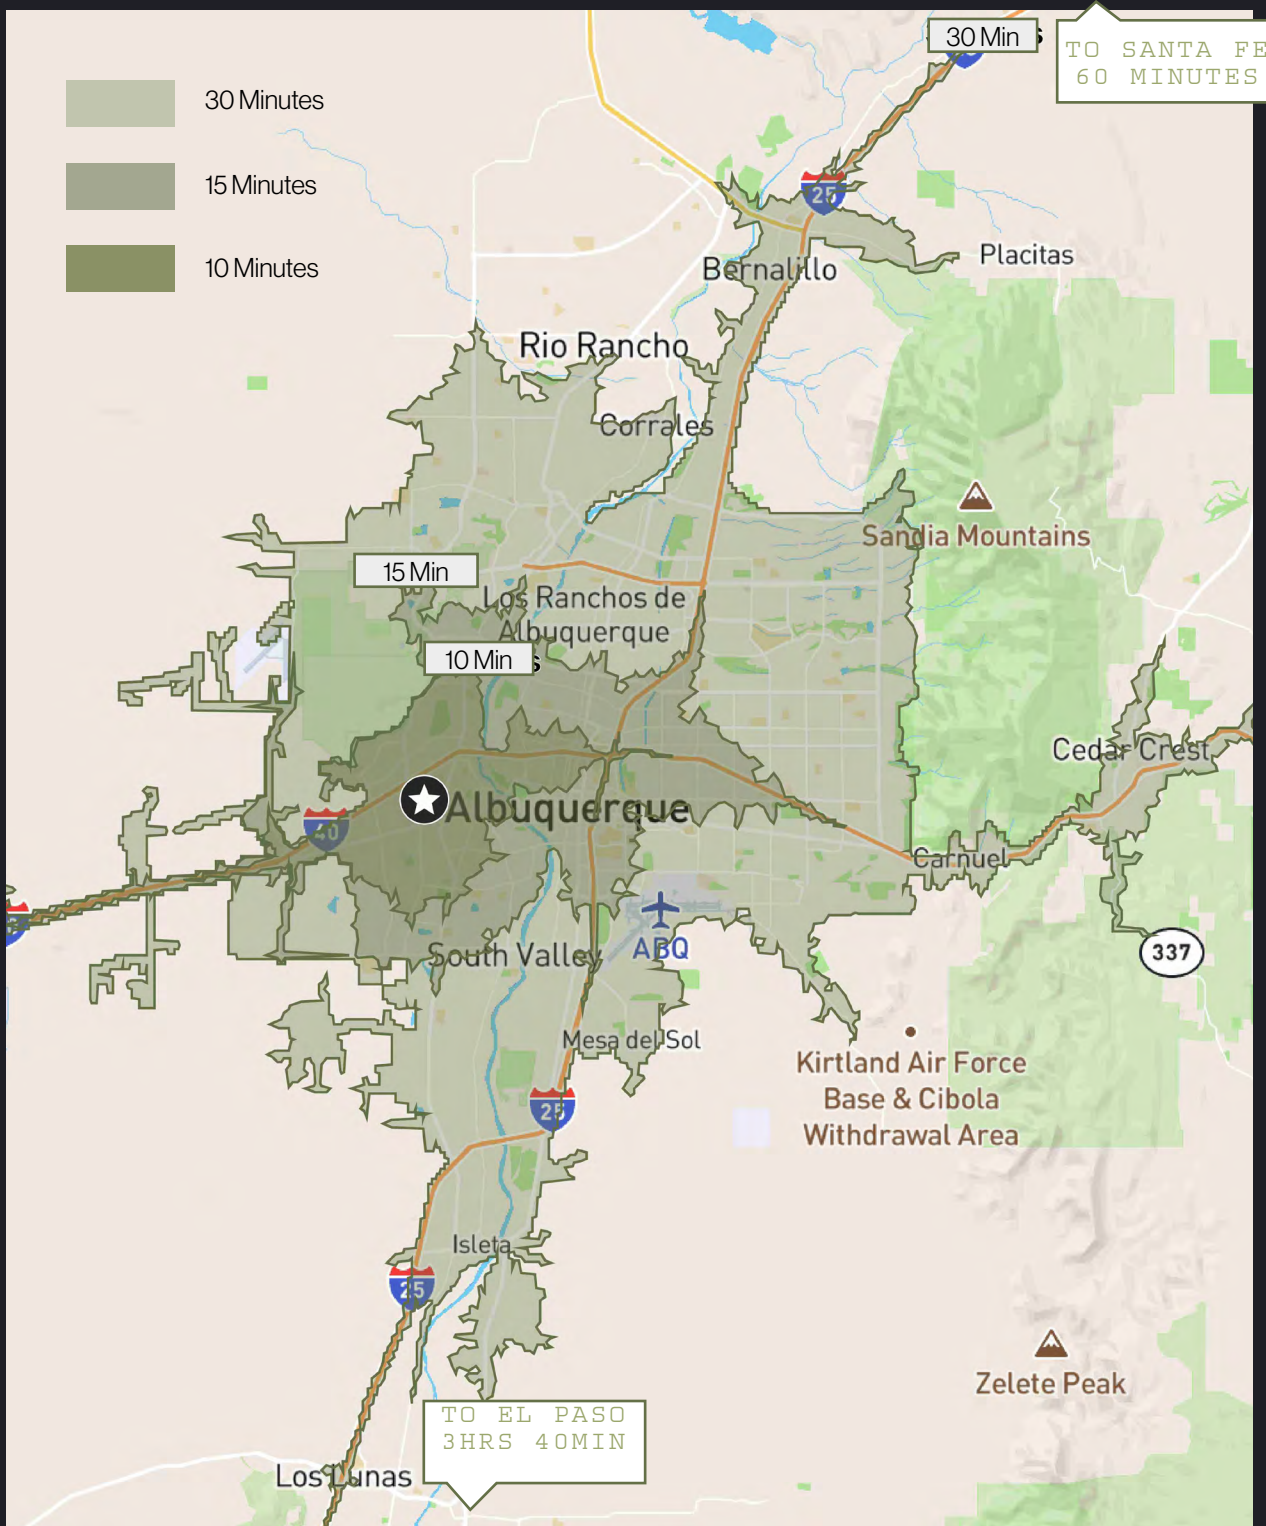 30 Min
TO SANTA FE
60 MINUTES
30 Minutes
15 Minutes
10 Minutes
25
Placitas
Bernalillo
Rio Rancho
Corrales
Sandia Mountains
15 Min
Los Ranchos de
Albuquerque
10 Min
Cedar Crest
Albuquerque
40
Carnuel
ABQ
South Valley
337
Mesa del Sol
Kirtland Air Force
Base & Cibola
Withdrawal Area
25
Isleta
25
Zelete Peak
TO EL PASO
3HRS 40MIN
Los Lunas